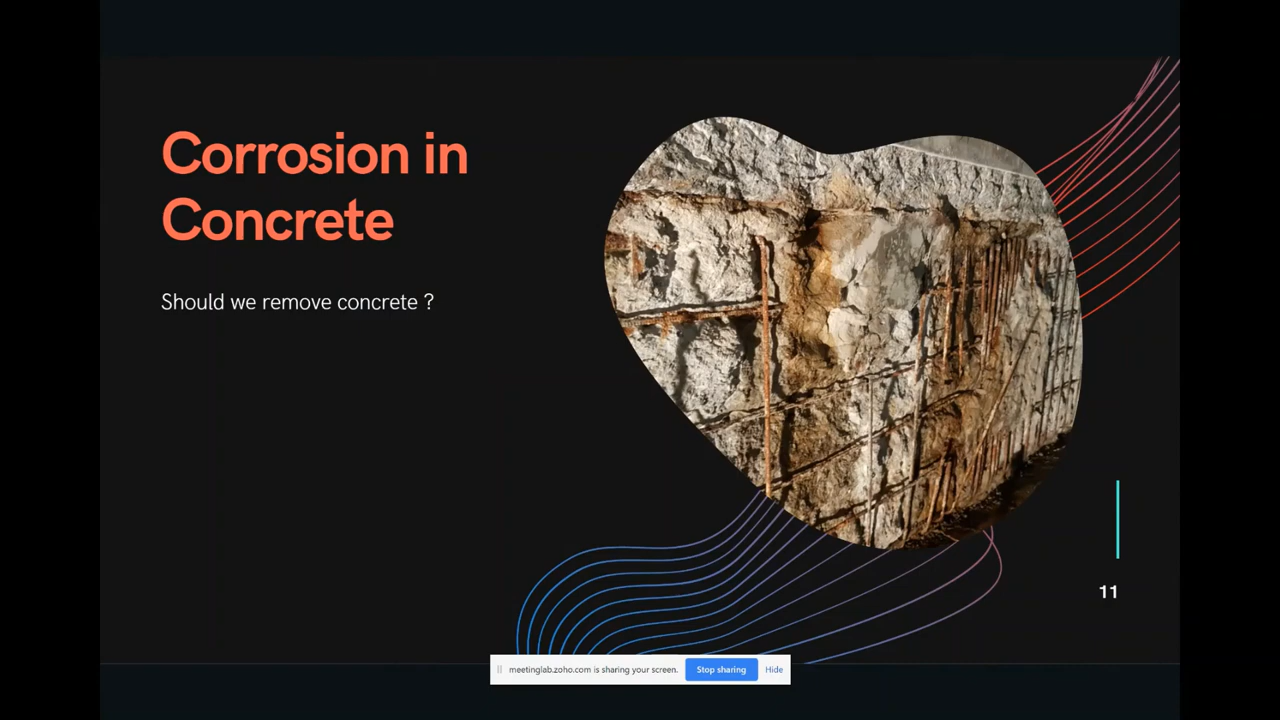 Corrosion in
Concrete
Should we remove concrete ?
11
meetinglab.zoho.com is sharing your screen. Stop sharing Hide